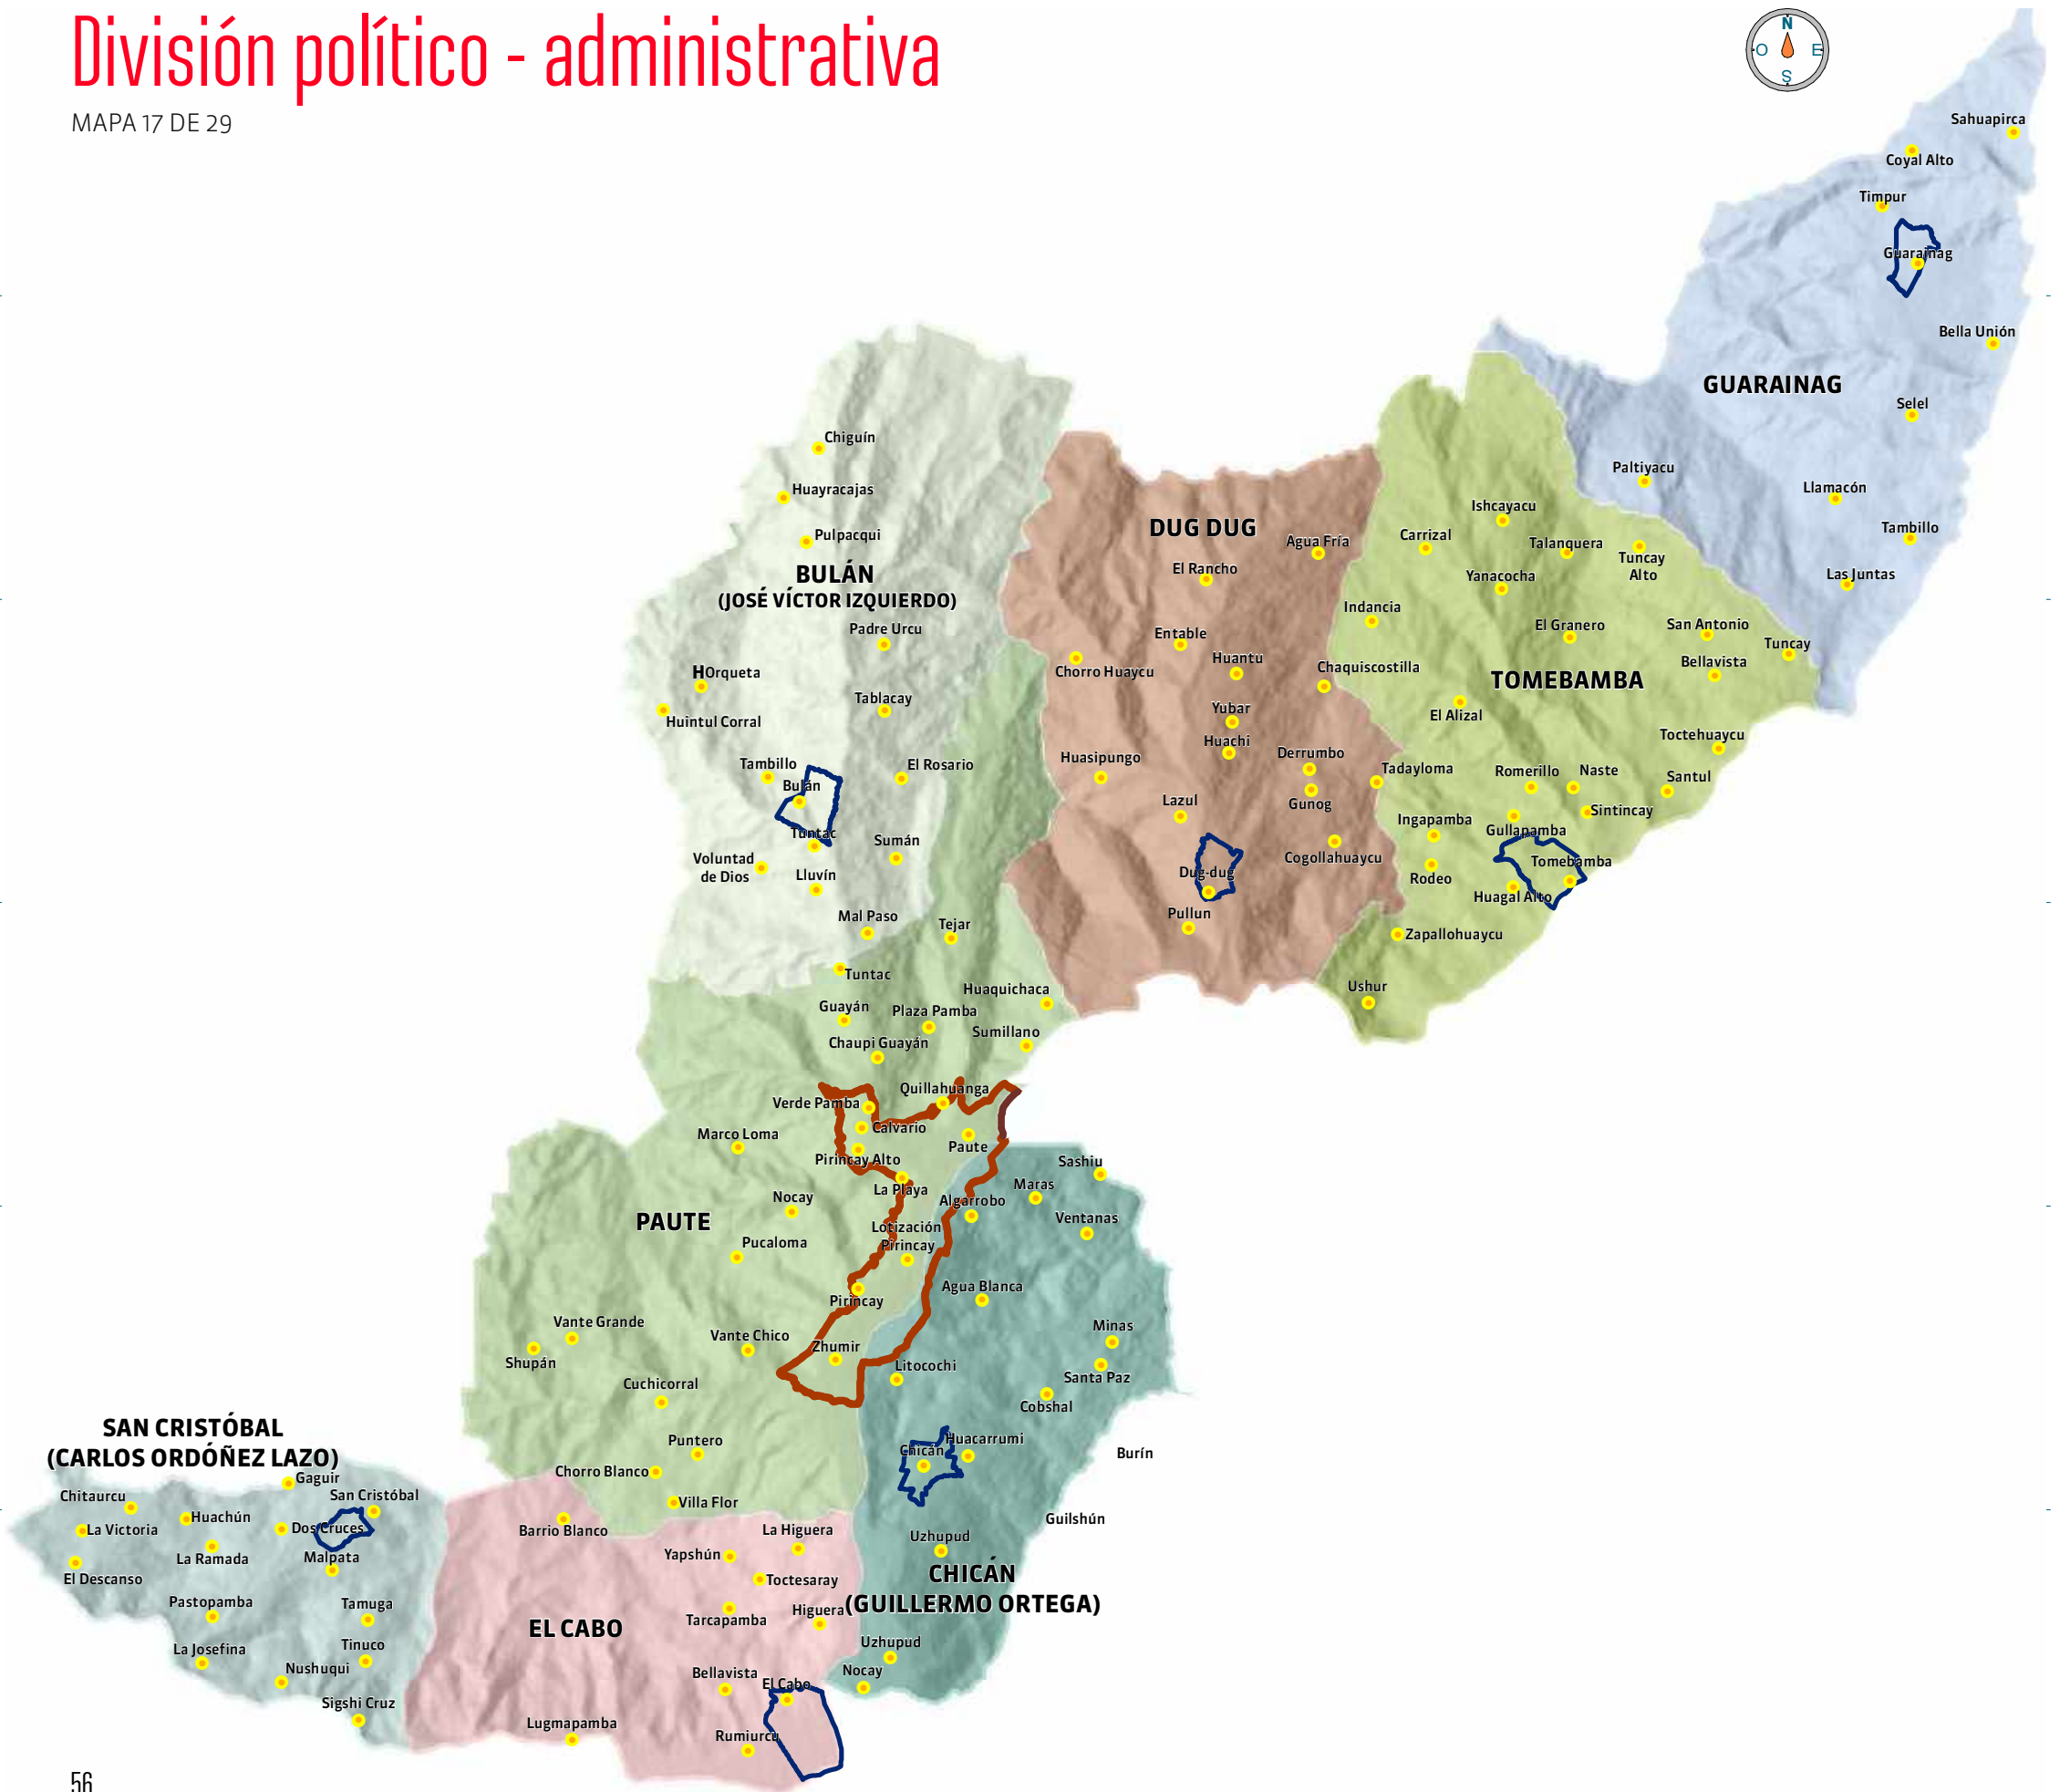 División político - administrativa
MAPA 17 DE 29
N
O
E
S
Sahuapirca
Coyal Alto
Timpur
Guarainag
Bella Unión
GUARAINAG
Selel
Paltiyacu
Llamacón
Tambillo
Las Juntas
Chiguín
Huayracajas
Pulpacqui
BULÁN
(JOSÉ VÍCTOR IZQUIERDO)
Padre Urcu
HOrqueta
Tablacay
Huintul Corral
Tambillo
El Rosario
Bulán
Tuntac
Sumán
Voluntad
de Dios
Lluvín
Mal Paso
DUG DUG
Agua Fría
El Rancho
Entable
Huantu
Chorro Huaycu
Chaquiscostilla
Yubar
Huachi
Huasipungo
Derrumbo
Lazul
Gunog
Cogollahuaycu
Dug-dug
Pullun
Ishcayacu
Carrizal
Talanquera
Tuncay
Alto
Yanacocha
Indancia
El Granero
San Antonio
Tuncay
Bellavista
TOMEBAMBA
El Alizal
Toctehuaycu
Tadayloma
Romerillo
Naste
Santul
Sintincay
Ingapamba
Gullapamba
Tomebamba
Rodeo
Huagal Alto
Zapallohuaycu
Ushur
Tejar
Tuntac
Huaquichaca
Guayán
Plaza Pamba
Sumillano
Chaupi Guayán
Quillahuanga
Verde Pamba
Calvario
Marco Loma
Paute
Pirincay Alto
La Playa
Nocay
PAUTE
Lotización
Pirincay
Pucaloma
Pirincay
Vante Grande
Vante Chico
Zhumir
Shupán
Cuchicorral
Puntero
Chorro Blanco
Villa Flor
Sashiu
Maras
Algarrobo
Ventanas
Agua Blanca
Minas
Litocochi
Santa Paz
Cobshal
Huacarrumi
Chicán
Burín
Guilshún
Uzhupud
CHICÁN
(GUILLERMO ORTEGA)
Uzhupud
Nocay
SAN CRISTÓBAL
(CARLOS ORDÓÑEZ LAZO)
Gaguir
Chitaurcu
San Cristóbal
Huachún
La Victoria
Dos Cruces
La Ramada
Malpata
El Descanso
Pastopamba
Tamuga
La Josefina
Tinuco
Nushuqui
Sigshi Cruz
Barrio Blanco
La Higuera
Yapshún
Toctesaray
Tarcapamba
Higuera
EL CABO
Bellavista
El Cabo
Lugmapamba
Rumiurcu
56